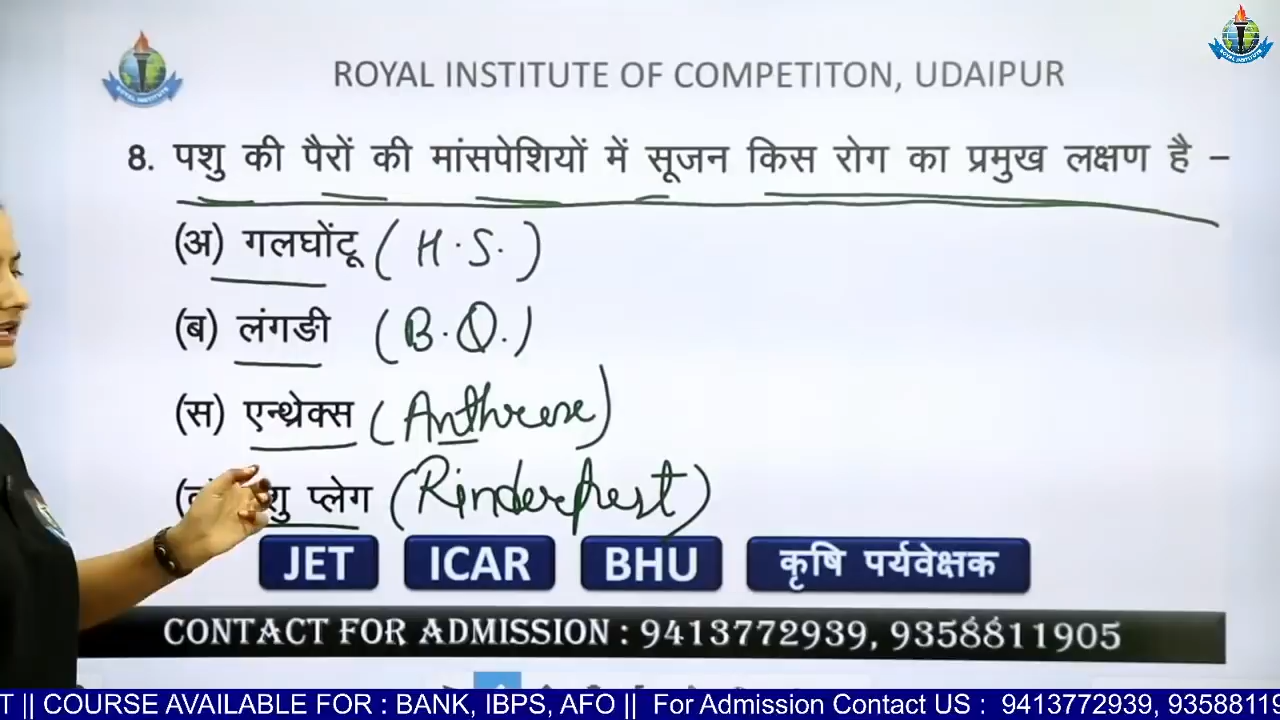 ROYAL INSTITUTE OF COMPETITON, UDAIPUR
8. पशु की पैरों की मांसपेशियों में सूजन किस रोग का प्रमुख लक्षण है –
(अ) गलघोंटू (H.S.)
(ब) लंगडी (B.Q.)
(स) एन्थ्रेक्स (Anthrax)
प्लेग (Rinderpest)
JET ICAR BHU कृषि पर्यवेक्षक
CONTACT FOR ADMISSION : 9413772939, 9358811905
T || COURSE AVAILABLE FOR : BANK, IBPS, AFO || For Admission Contact US : 9413772939, 93588119